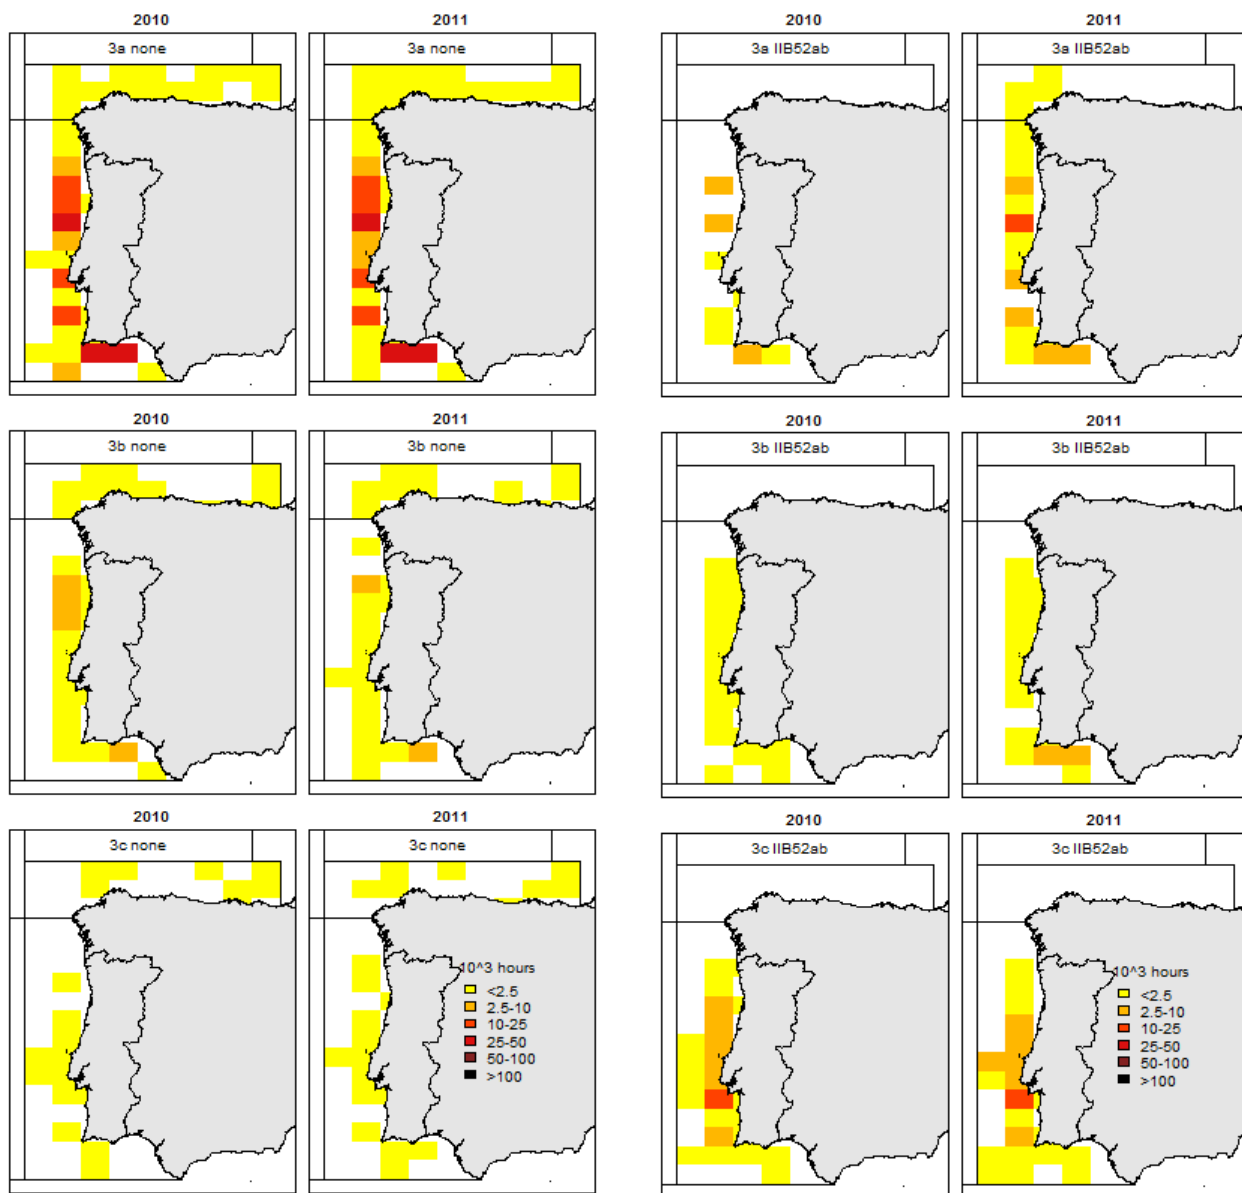 2010
2011
2010
2011
3a none
3a none
3a IIB52ab
3a IIB52ab
2010
2011
2010
2011
3b none
3b none
3b IIB52ab
3b IIB52ab
2010
2011
2010
2011
3c none
3c none
3c IIB52ab
3c IIB52ab
10^3 hours
<2.5
2.5-10
10-25
25-50
50-100
>100
10^3 hours
<2.5
2.5-10
10-25
25-50
50-100
>100